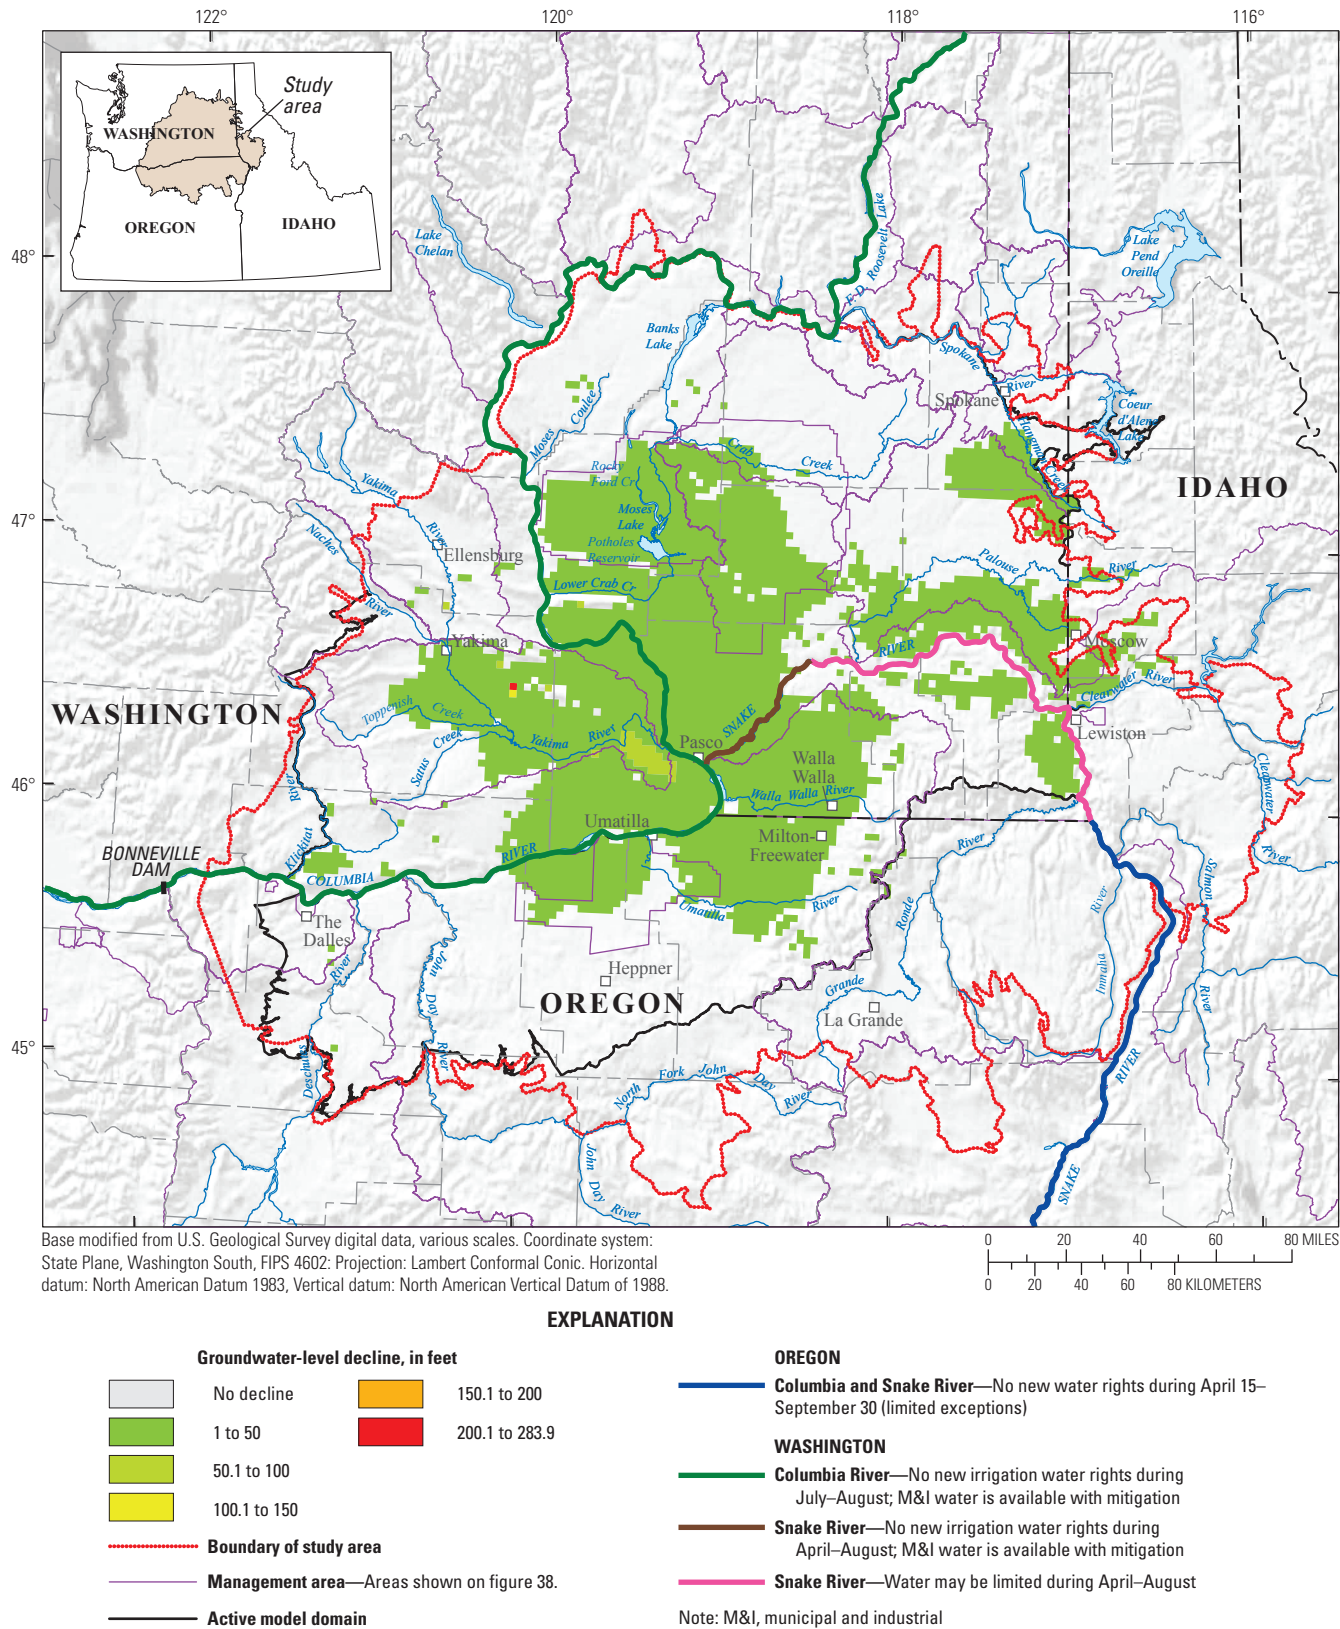 122°
120°
118°
116°
48°
47°
46°
45°
Study
area
WASHINGTON
OREGON
IDAHO
Lake
Chelan
Banks
Lake
F. D. Roosevelt Lake
Lake
Pend
Oreille
Spokane
River
Spokane
Coeur
d'Alene
Lake
Hangman Creek
Moses Coulee
Crab
Creek
Rocky
Ford Cr
Moses
Lake
Potholes
Reservoir
Lower Crab Cr
IDAHO
Yakima
River
Naches
River
Ellensburg
Palouse
River
Yakima
Moscow
RIVER
Clearwater River
WASHINGTON
Toppenish
Creek
Satus
Creek
Yakima
River
SNAKE
Pasco
Lewiston
Walla
Walla
Walla Walla River
Clearwater
River
Klickitat
River
Umatilla
Milton-
Freewater
River
BONNEVILLE
DAM
COLUMBIA
RIVER
The
Dalles
River
Umatilla
River
Ronde
River
Imnaha
Salmon
River
John
Day
River
Heppner
OREGON
Grande
La Grande
Deschutes
North
Fork
John
Day
River
RIVER
John
Day
River
SNAKE
Base modified from U.S. Geological Survey digital data, various scales. Coordinate system:
State Plane, Washington South, FIPS 4602: Projection: Lambert Conformal Conic. Horizontal
datum: North American Datum 1983, Vertical datum: North American Vertical Datum of 1988.
0 20 40 60 80 MILES
0 20 40 60 80 KILOMETERS
EXPLANATION
Groundwater-level decline, in feet
No decline
1 to 50
50.1 to 100
100.1 to 150
150.1 to 200
200.1 to 283.9
Boundary of study area
Management area—Areas shown on figure 38.
Active model domain
OREGON
Columbia and Snake River—No new water rights during April 15–
September 30 (limited exceptions)
WASHINGTON
Columbia River—No new irrigation water rights during
July–August; M&I water is available with mitigation
Snake River—No new irrigation water rights during
April–August; M&I water is available with mitigation
Snake River—Water may be limited during April–August
Note: M&I, municipal and industrial